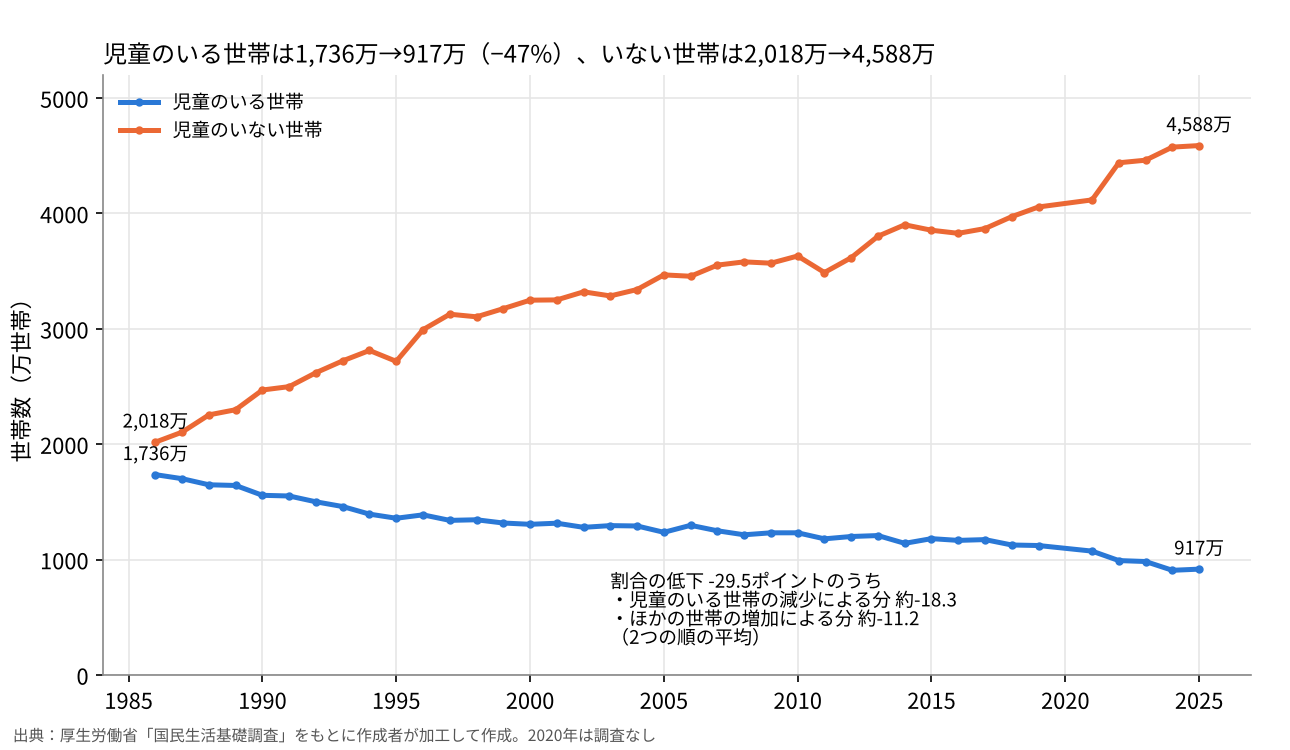 児童のいる世帯は1,736万→917万（−47%）、いない世帯は2,018万→4,588万
児童のいる世帯
児童のいない世帯
世帯数（万世帯）
5000
4000
3000
2000
1000
0
4,588万
2,018万
1,736万
917万
割合の低下 -29.5ポイントのうち
・児童のいる世帯の減少による分 約-18.3
・ほかの世帯の増加による分 約-11.2
（2つの順の平均）
1985
1990
1995
2000
2005
2010
2015
2020
2025
出典：厚生労働省「国民生活基礎調査」をもとに作成者が加工して作成。2020年は調査なし